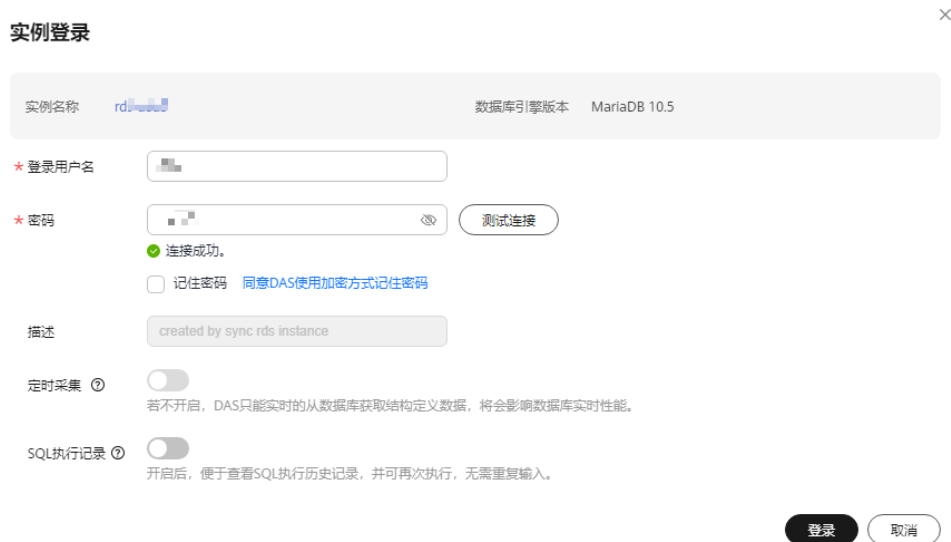 实例登录
实例名称
数据库引擎版本 MariaDB 10.5
* 登录用户名
* 密码 测试连接
连接成功。
记住密码 同意DAS使用加密方式记住密码
描述 created by sync rds instance
定时采集
若不开启，DAS只能实时的从数据库获取结构定义数据，将会影响数据库实时性能。
SQL执行记录
开启后，便于查看SQL执行历史记录，并可再次执行，无需重复输入。
登录 取消